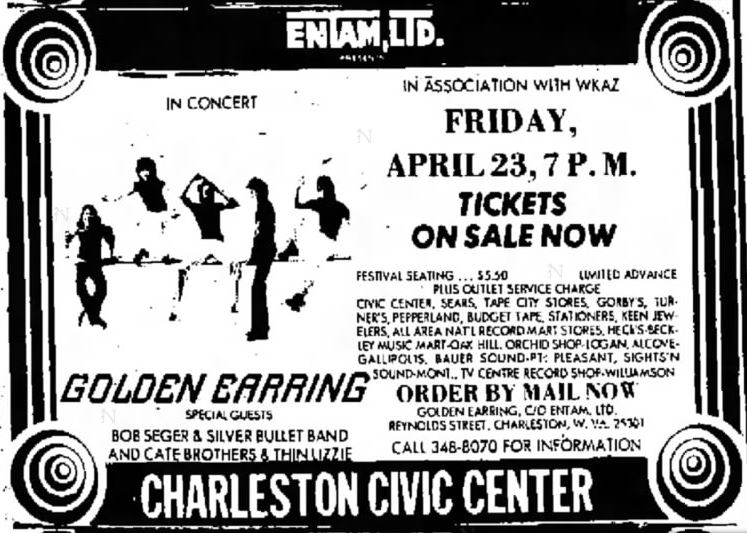 ENTAM, LTD.
PRESENTS
IN CONCERT
IN ASSOCIATION WITH WKAZ
FRIDAY,
APRIL 23, 7 P. M.
TICKETS
ON SALE NOW
FESTIVAL SEATING ... $5.50 LIMITED ADVANCE
PLUS OUTLET SERVICE CHARGE
CIVIC CENTER, SEARS, TAPE CITY STORES, GORBY'S, TUR-
NER'S, PEPPERLAND, BUDGET TAPE, STATIONERS, KEEN JEW-
ELERS, ALL AREA NAT'L RECORD MART STORES, HECK'S-BECK-
LEY MUSIC MART-OAK HILL, ORCHID SHOP-LOGAN, ALCOVE-
GALLIPOLIS, BAUER SOUND-PT: PLEASANT, SIGHTS'N
SOUND-MONT., TV CENTRE RECORD SHOP-WILLIAMSON
GOLDEN EARRING
SPECIAL GUESTS
BOB SEGER & SILVER BULLET BAND
AND CATE BROTHERS & THIN LIZZIE
ORDER BY MAIL NOW
GOLDEN EARRING, C/O ENTAM, LTD.
REYNOLDS STREET, CHARLESTON, W. VA. 25301
CALL 348-8070 FOR INFORMATION
CHARLESTON CIVIC CENTER